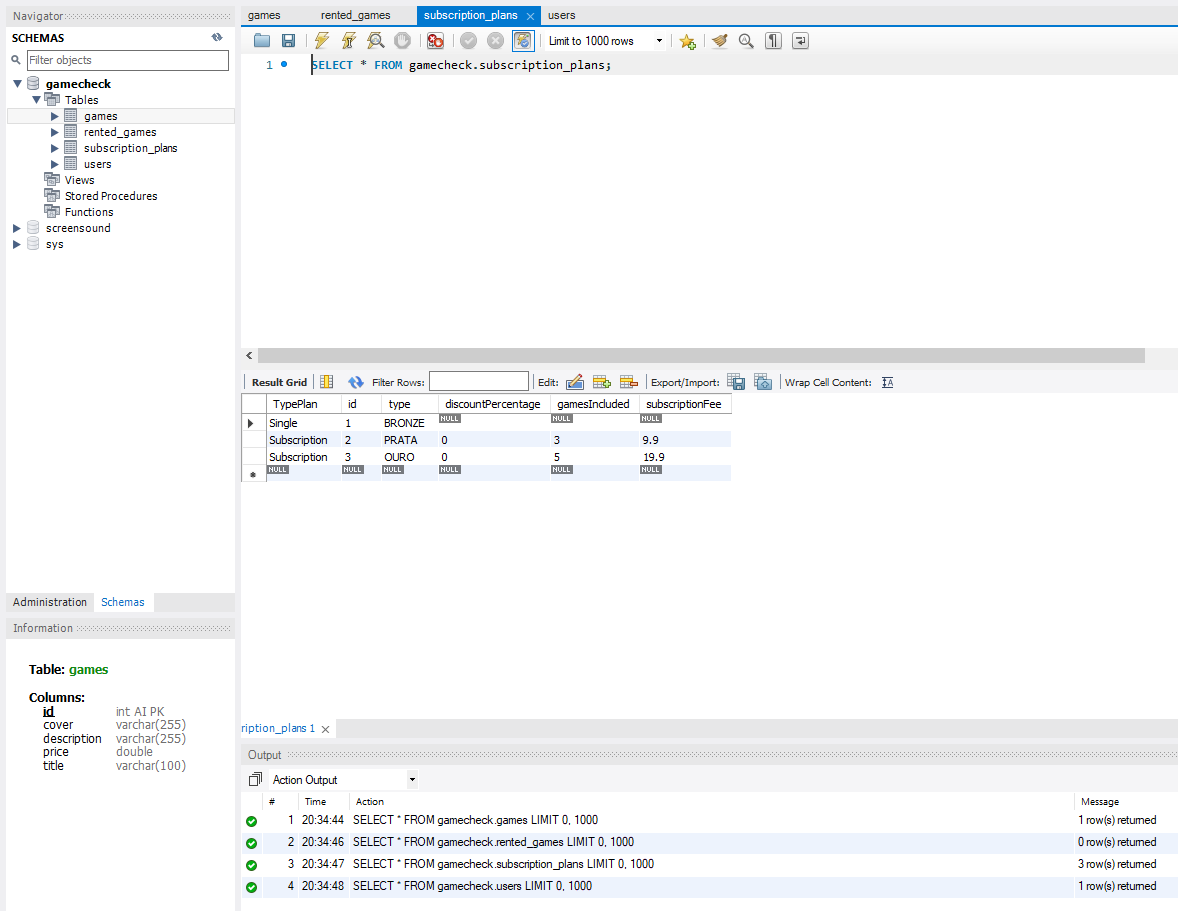 Navigator
SCHEMAS
Filter objects
gamecheck
Tables
games
rented_games
subscription_plans
users
Views
Stored Procedures
Functions
screensound
sys
Administration Schemas
Information
Table: games
Columns:
id int AI PK
cover varchar(255)
description varchar(255)
price double
title varchar(100)
games rented_games subscription_plans users
Limit to 1000 rows
1 SELECT * FROM gamecheck.subscription_plans;
Result Grid Filter Rows: Edit: Export/Import: Wrap Cell Content:
TypePlan id type discountPercentage gamesIncluded subscriptionFee
Single 1 BRONZE NULL NULL NULL
Subscription 2 PRATA 0 3 9.9
Subscription 3 OURO 0 5 19.9
NULL NULL NULL NULL NULL NULL
ription_plans 1
Output
Action Output
# Time Action Message
1 20:34:44 SELECT * FROM gamecheck.games LIMIT 0, 1000 1 row(s) returned
2 20:34:46 SELECT * FROM gamecheck.rented_games LIMIT 0, 1000 0 row(s) returned
3 20:34:47 SELECT * FROM gamecheck.subscription_plans LIMIT 0, 1000 3 row(s) returned
4 20:34:48 SELECT * FROM gamecheck.users LIMIT 0, 1000 1 row(s) returned